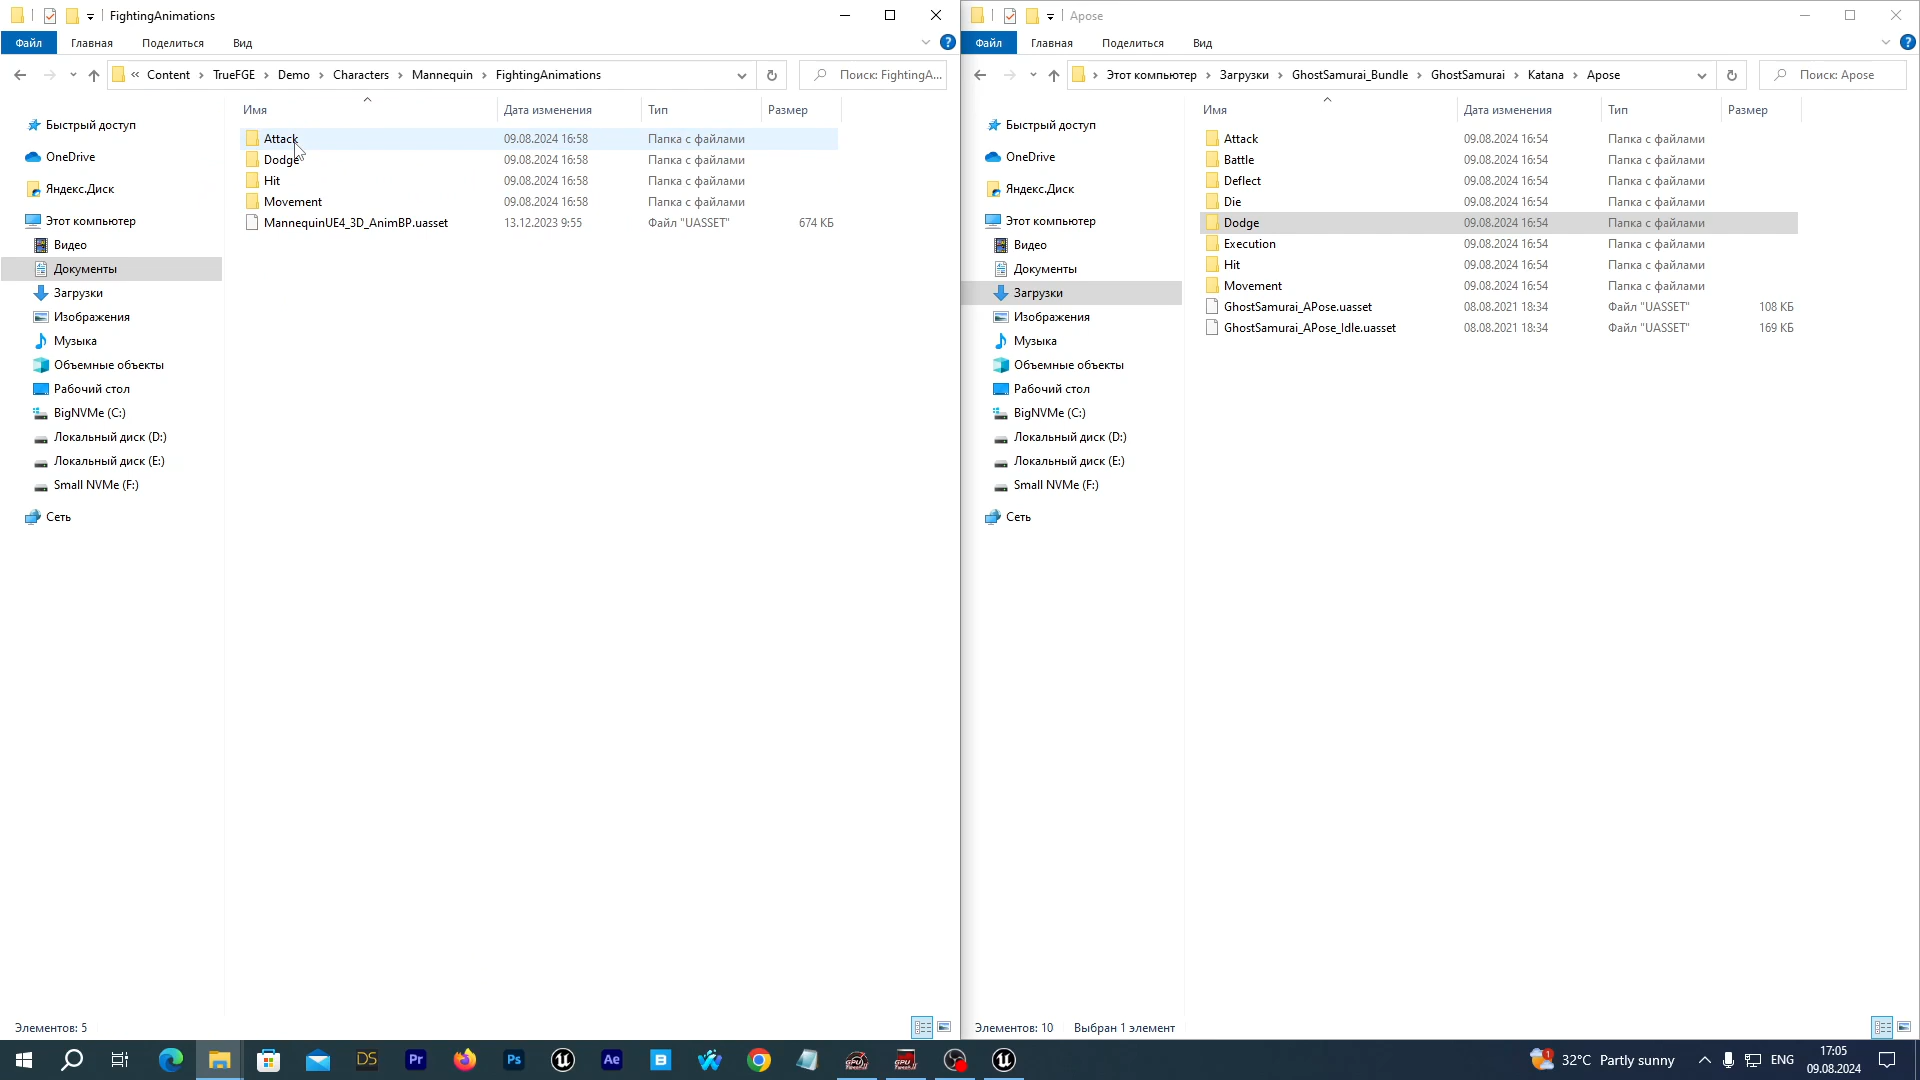 FightingAnimations
Файл Главная Поделиться Вид
« Content > TrueFGE > Demo > Characters > Mannequin > FightingAnimations
Поиск: FightingA...
Быстрый доступ
OneDrive
Яндекс.Диск
Этот компьютер
Видео
Документы
Загрузки
Изображения
Музыка
Объемные объекты
Рабочий стол
BigNVMe (C:)
Локальный диск (D:)
Локальный диск (E:)
Small NVMe (F:)
Сеть
Имя Дата изменения Тип Размер
Attack 09.08.2024 16:58 Папка с файлами
Dodge 09.08.2024 16:58 Папка с файлами
Hit 09.08.2024 16:58 Папка с файлами
Movement 09.08.2024 16:58 Папка с файлами
MannequinUE4_3D_AnimBP.uasset 13.12.2023 9:55 Файл "UASSET" 674 КБ
Элементов: 5
Apose
Файл Главная Поделиться Вид
> Этот компьютер > Загрузки > GhostSamurai_Bundle > GhostSamurai > Katana > Apose
Поиск: Apose
Быстрый доступ
OneDrive
Яндекс.Диск
Этот компьютер
Видео
Документы
Загрузки
Изображения
Музыка
Объемные объекты
Рабочий стол
BigNVMe (C:)
Локальный диск (D:)
Локальный диск (E:)
Small NVMe (F:)
Сеть
Имя Дата изменения Тип Размер
Attack 09.08.2024 16:54 Папка с файлами
Battle 09.08.2024 16:54 Папка с файлами
Deflect 09.08.2024 16:54 Папка с файлами
Die 09.08.2024 16:54 Папка с файлами
Dodge 09.08.2024 16:54 Папка с файлами
Execution 09.08.2024 16:54 Папка с файлами
Hit 09.08.2024 16:54 Папка с файлами
Movement 09.08.2024 16:54 Папка с файлами
GhostSamurai_APose.uasset 08.08.2021 18:34 Файл "UASSET" 108 КБ
GhostSamurai_APose_Idle.uasset 08.08.2021 18:34 Файл "UASSET" 169 КБ
Элементов: 10 Выбран 1 элемент
DS Pr Ps Ae
1 32°C Partly sunny ENG 17:05
09.08.2024